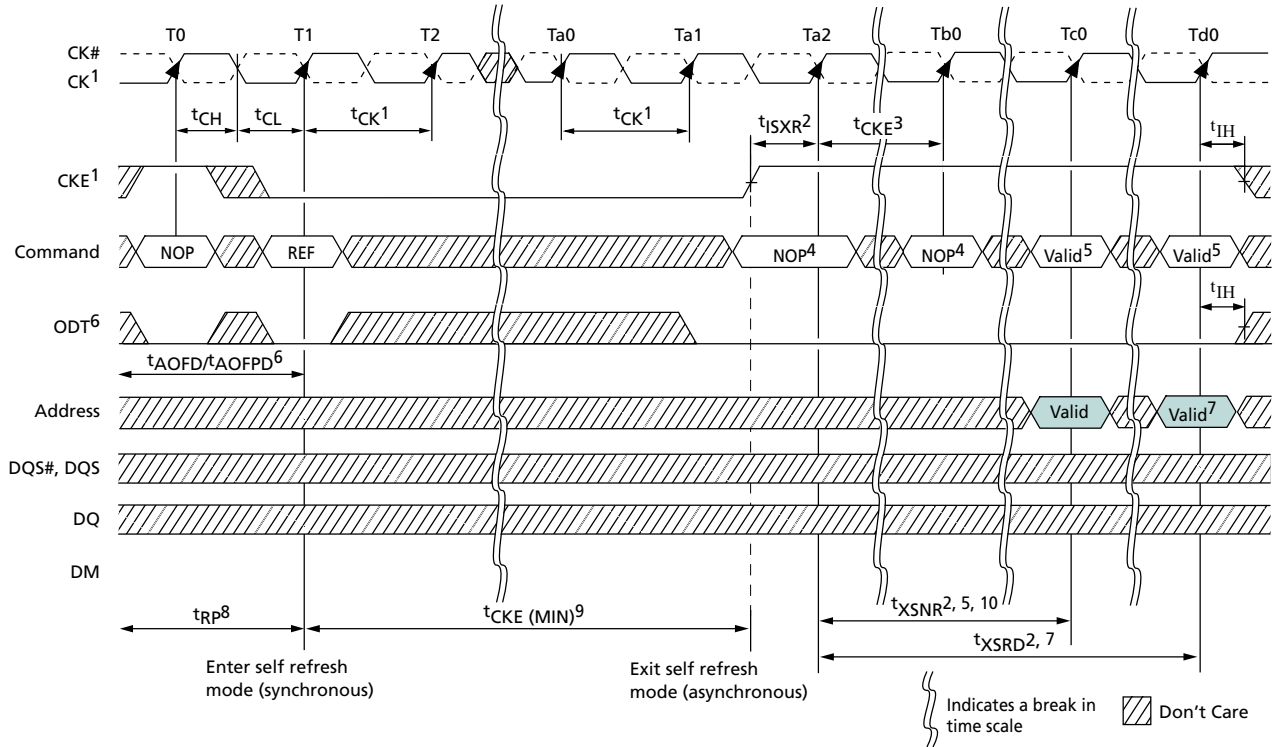 T0 T1 T2 Ta0 Ta1 Ta2 Tb0 Tc0 Td0
CK#
CK1
tCH tCL tCK1 tCK1 tISXR2 tCKE3 tIH
CKE1
Command NOP REF NOP4 NOP4 Valid5 Valid5
tIH
ODT6
tAOFD/tAOFPD6
Address Valid Valid7
DQS#, DQS
DQ
DM
tRP8 tCKE (MIN)9 tXSNR2, 5, 10
tXSRD2, 7
Enter self refresh
mode (synchronous)
Exit self refresh
mode (asynchronous)
Indicates a break in
time scale
Don't Care